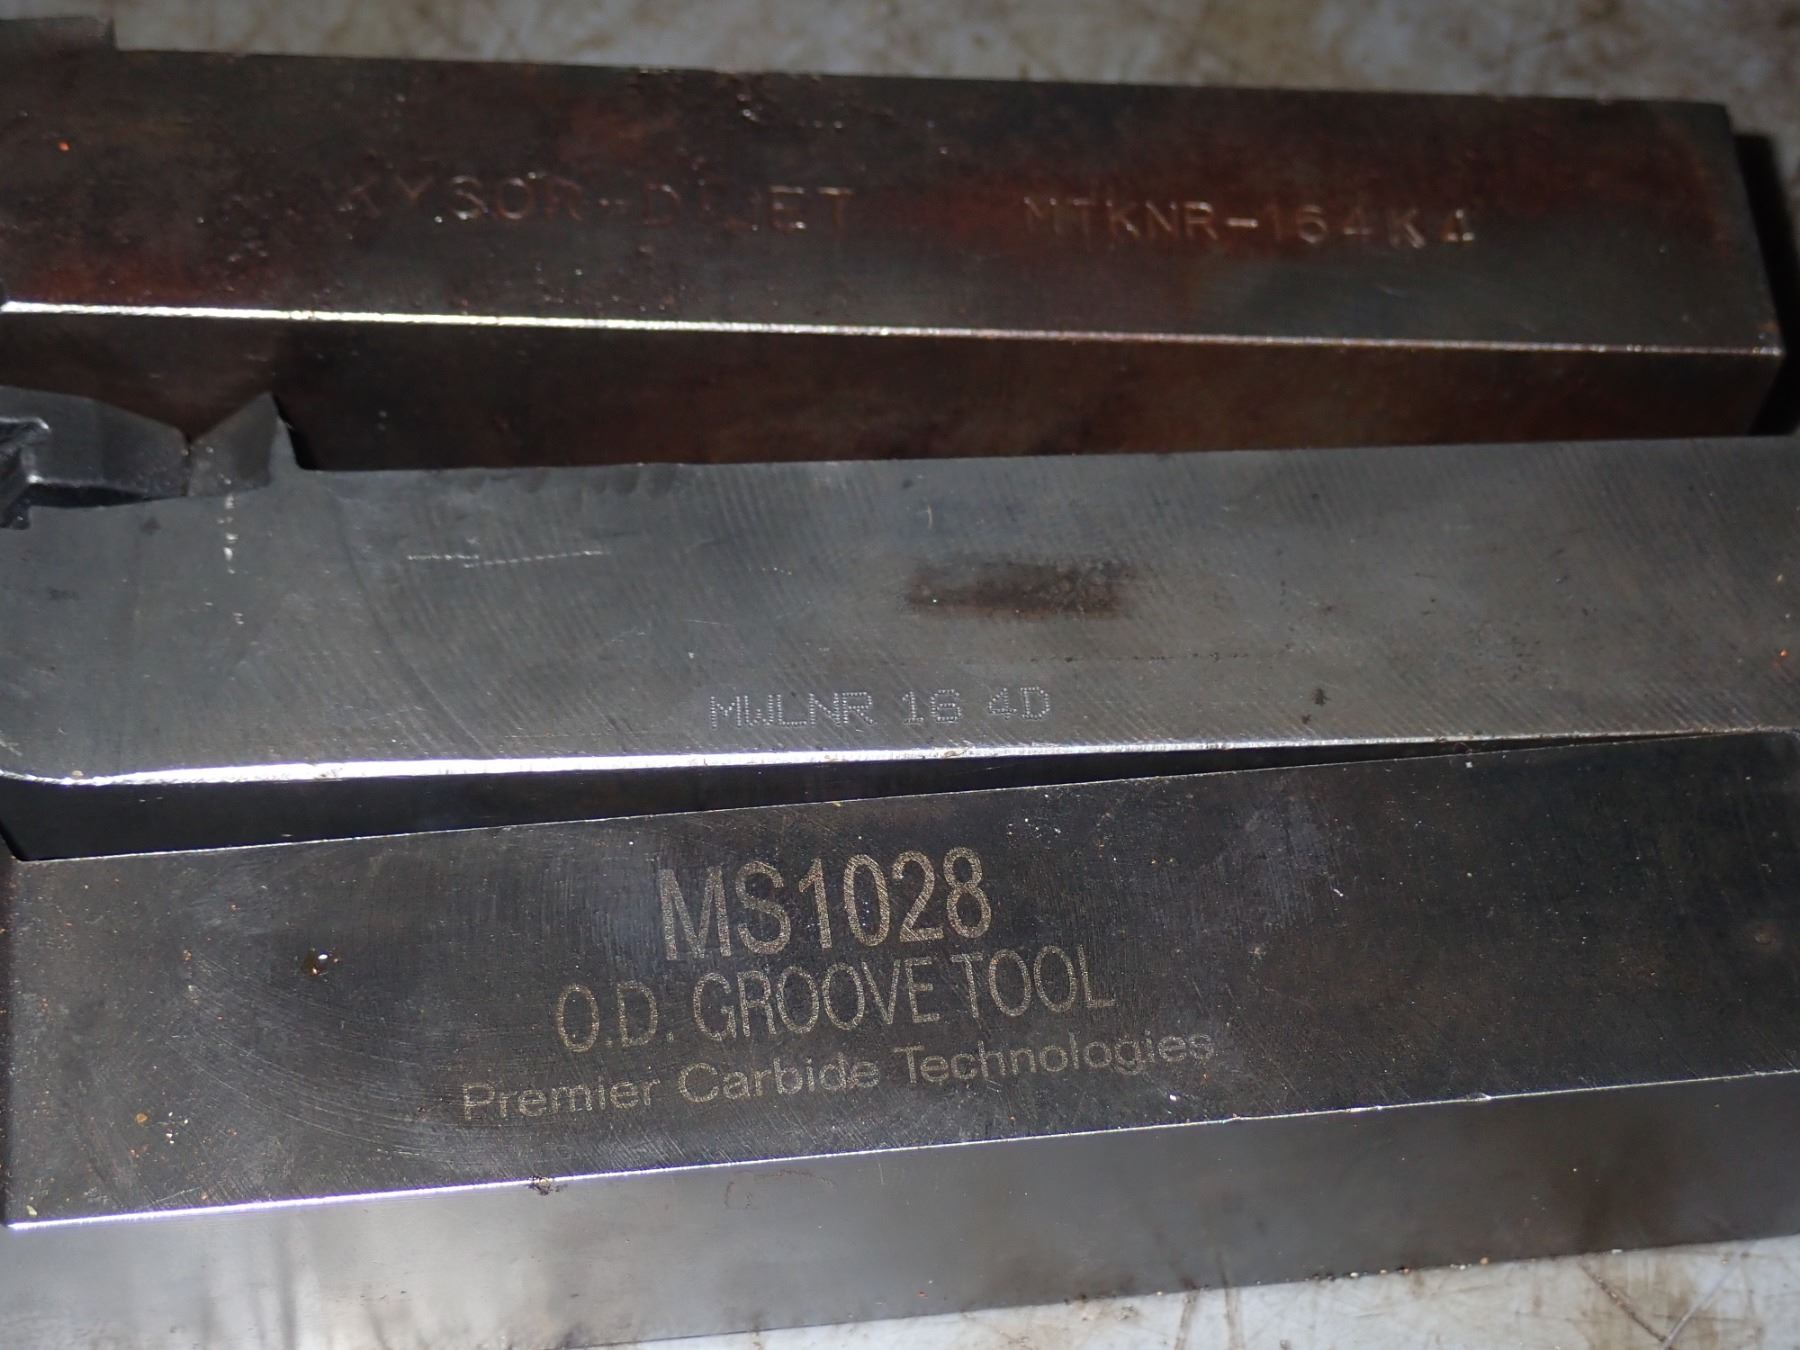 KYSOR-DIJET MTKNR-164K4
MWLNR 16 4D
MS1028
O.D. GROOVE TOOL
Premier Carbide Technologies